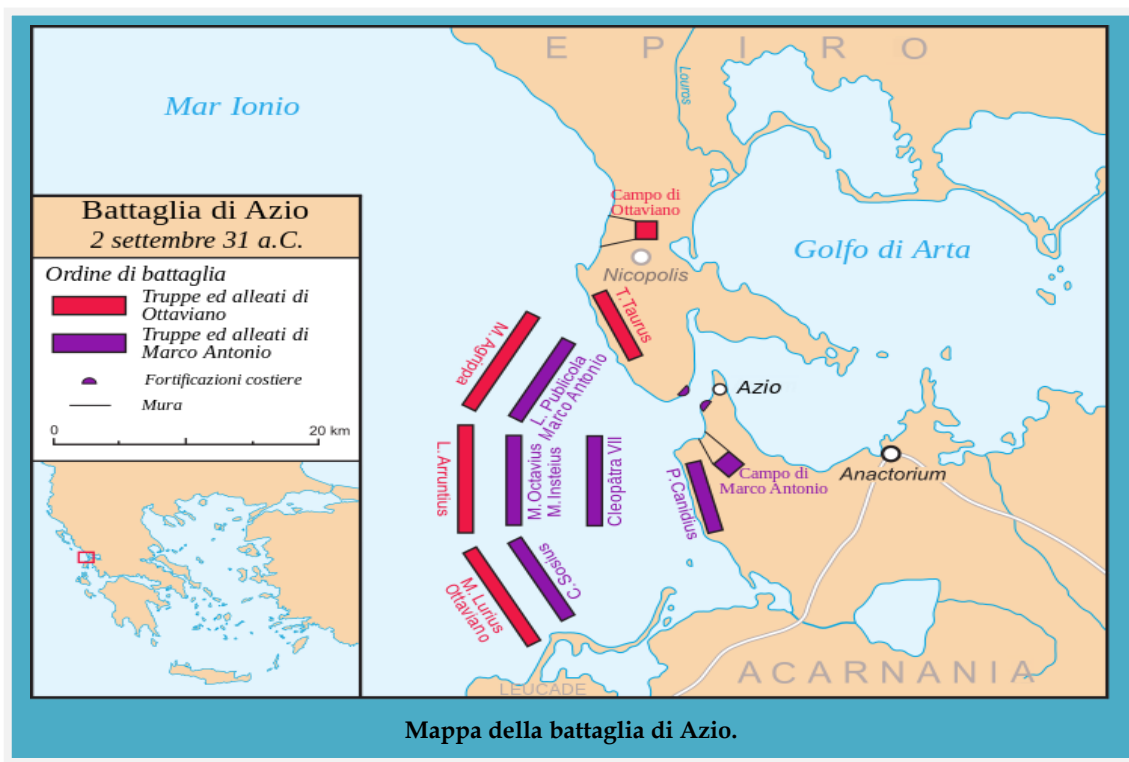 EPIRO
Louros
Mar Ionio
Campo di
Ottaviano
Battaglia di Azio
2 settembre 31 a.C.
Golfo di Arta
Nicopolis
Ordine di battaglia
Truppe ed alleati di
Ottaviano
Truppe ed alleati di
Marco Antonio
Fortificazioni costiere
Mura
0
20 km
T.Taurus
M.Agrippa
L. Publicola
Marco Antonio
Azio
L. Arruntius
M.Octavius
M.Insteius
Cleopâtra VII
P.Canidius
Campo di
Marco Antonio
Anactorium
C.Sosius
M. Lurius
Ottaviano
ACARNANIA
LEUCADE
Mappa della battaglia di Azio.